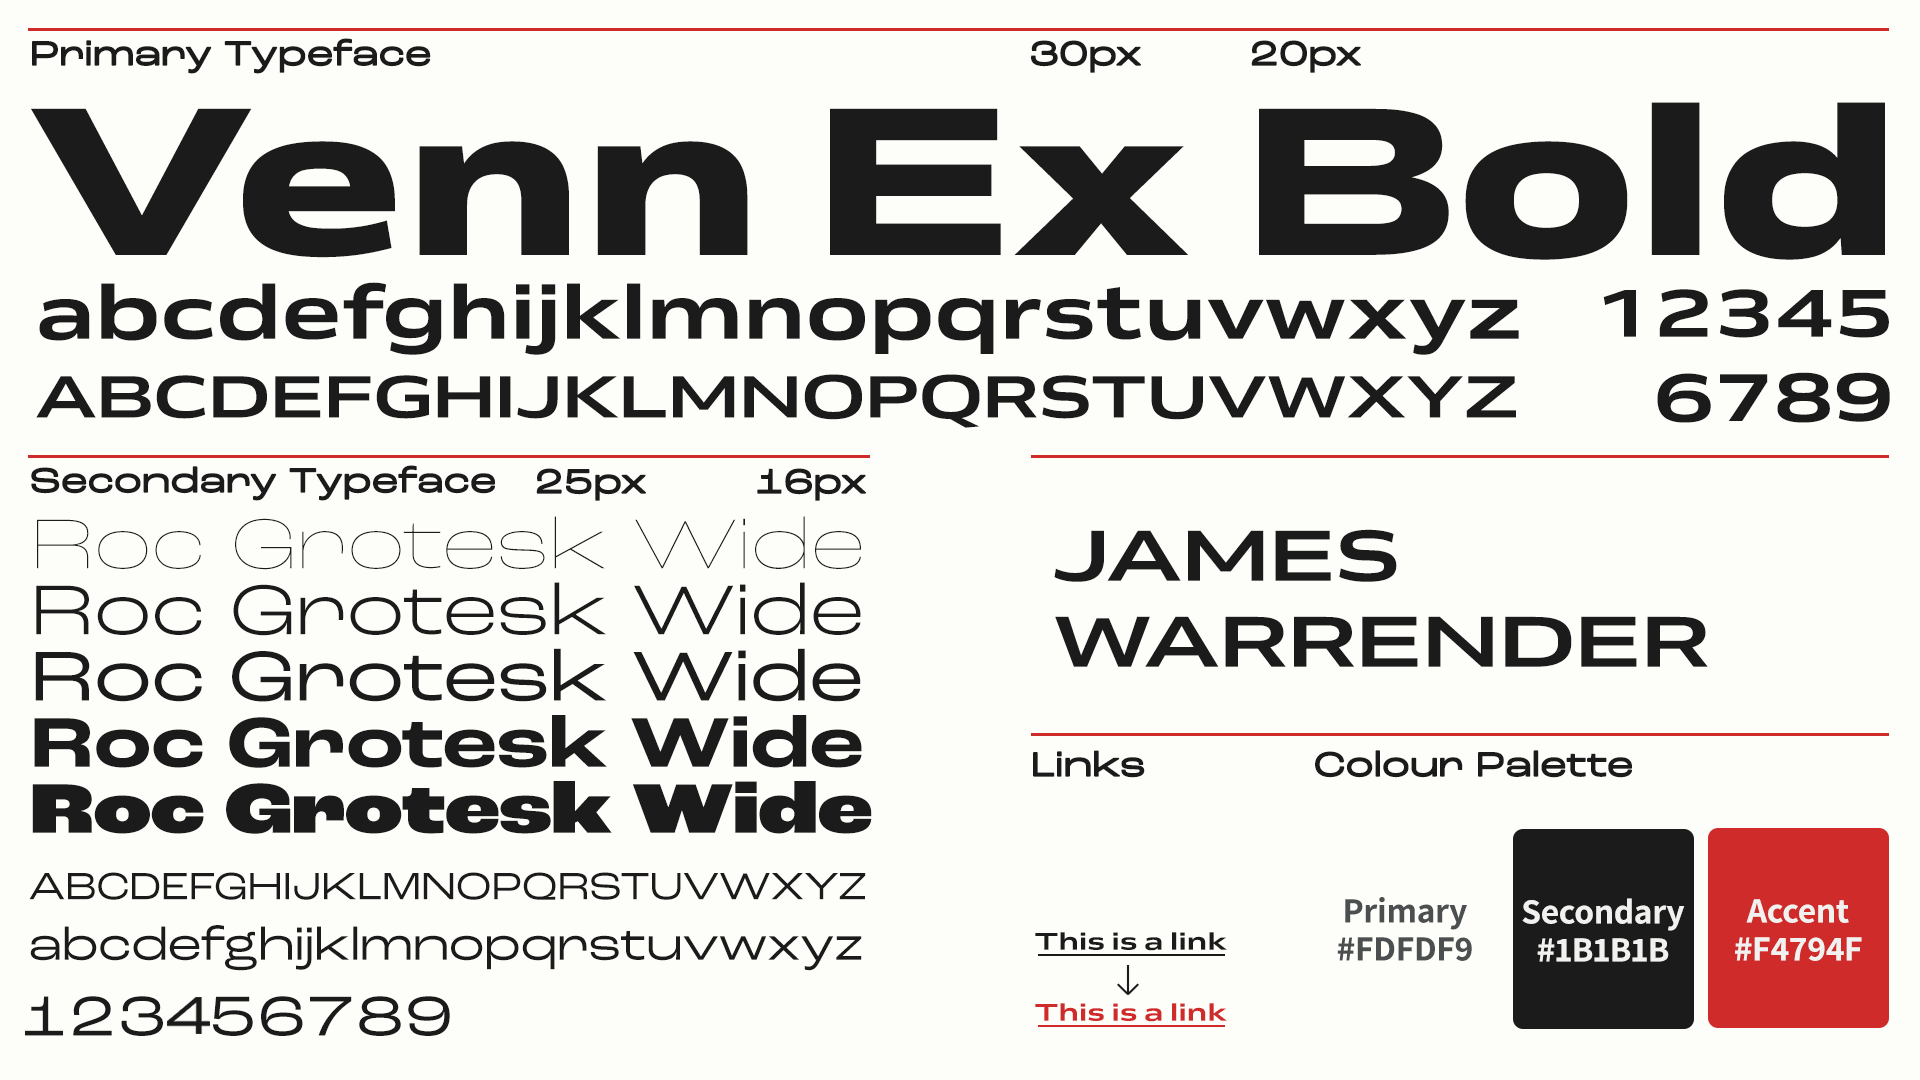 Primary Typeface 30px 20px
Venn Ex Bold
abcdefghijklmnopqrstuvwxyz 12345
ABCDEFGHIJKLMNOPQRSTUVWXYZ 6789
Secondary Typeface 25px 16px
Roc Grotesk Wide
Roc Grotesk Wide
Roc Grotesk Wide
Roc Grotesk Wide
Roc Grotesk Wide
ABCDEFGHIJKLMNOPQRSTUVWXYZ
abcdefghijklmnopqrstuvwxyz
123456789
JAMES
WARRENDER
Links
This is a link
This is a link
Colour Palette
Primary
#FDFDF9
Secondary
#1B1B1B
Accent
#F4794F